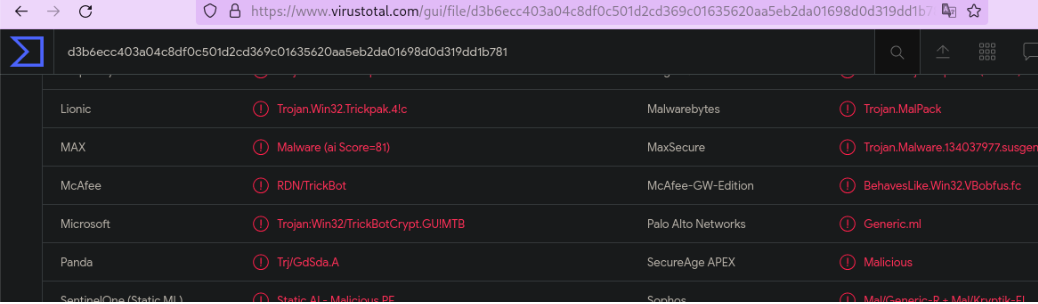 https://www.virustotal.com/gui/file/d3b6ecc403a04c8df0c501d2cd369c01635620aa5eb2da01698d0d319dd1b7
d3b6ecc403a04c8df0c501d2cd369c01635620aa5eb2da01698d0d319dd1b781
Lionic Trojan.Win32.Trickpak.4!c Malwarebytes Trojan.MalPack
MAX Malware (ai Score=81) MaxSecure Trojan.Malware.134037977.susgen
McAfee RDN/TrickBot McAfee-GW-Edition BehavesLike.Win32.VBobfus.fc
Microsoft Trojan:Win32/TrickBotCrypt.GU!MTB Palo Alto Networks Generic.ml
Panda Trj/GdSda.A SecureAge APEX Malicious
SentinelOne (Static ML) Static AI - Malicious PE Sophos Mal/Generic-R + Mal/Kryptik-FL